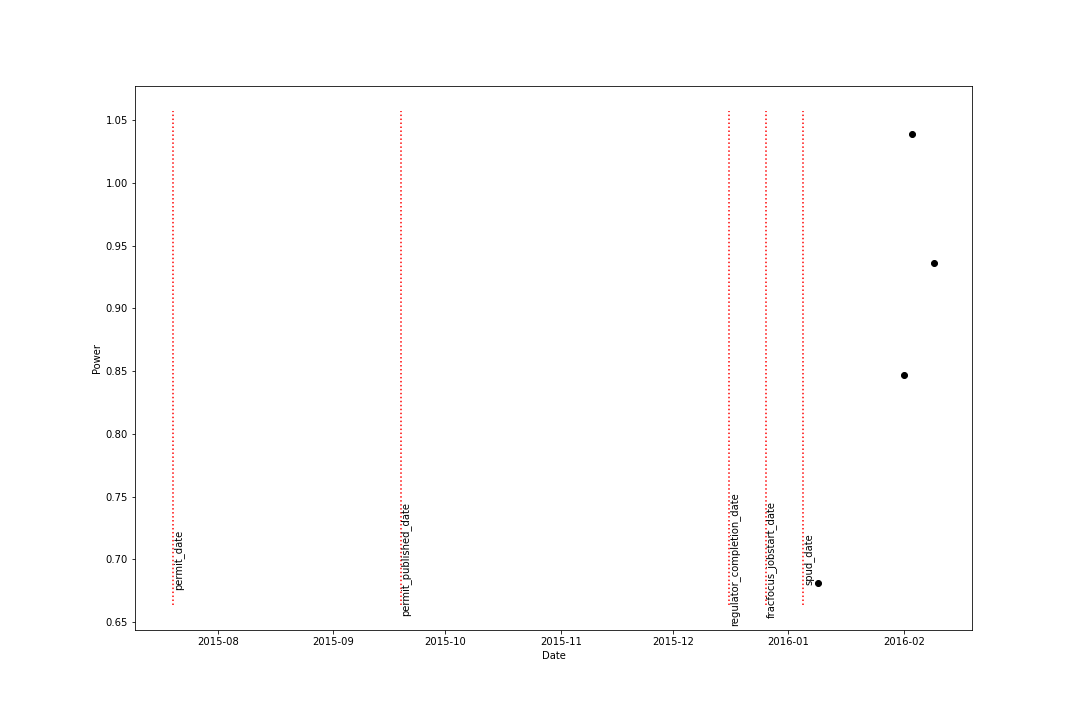 1.05
1.00
0.95
0.90
0.85
0.80
0.75
0.70
0.65
Power
permit_date
permit_published_date
regulator_completion_date
fracfocus_jobstart_date
spud_date
2015-08
2015-09
2015-10
2015-11
2015-12
2016-01
2016-02
Date